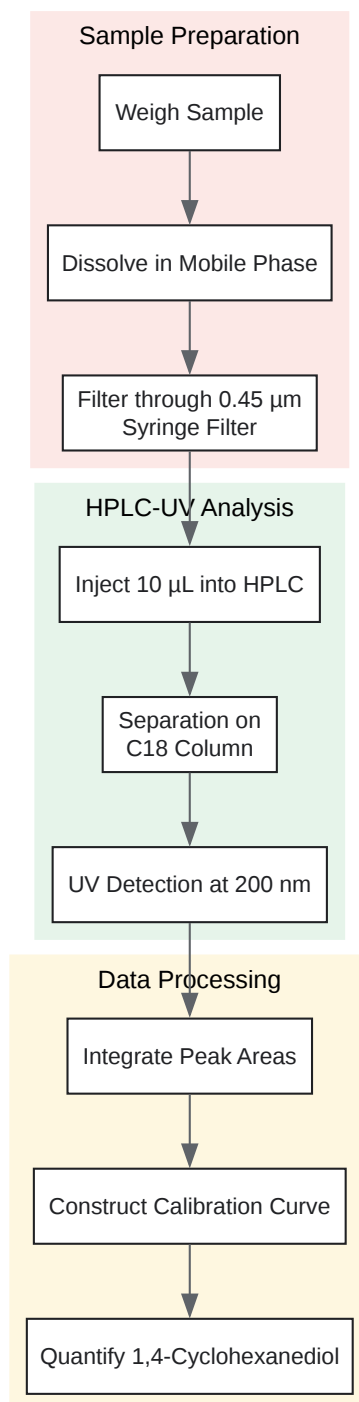 Sample Preparation
Weigh Sample
Dissolve in Mobile Phase
Filter through 0.45 µm
Syringe Filter
HPLC-UV Analysis
Inject 10 µL into HPLC
Separation on
C18 Column
UV Detection at 200 nm
Data Processing
Integrate Peak Areas
Construct Calibration Curve
Quantify 1,4-Cyclohexanediol